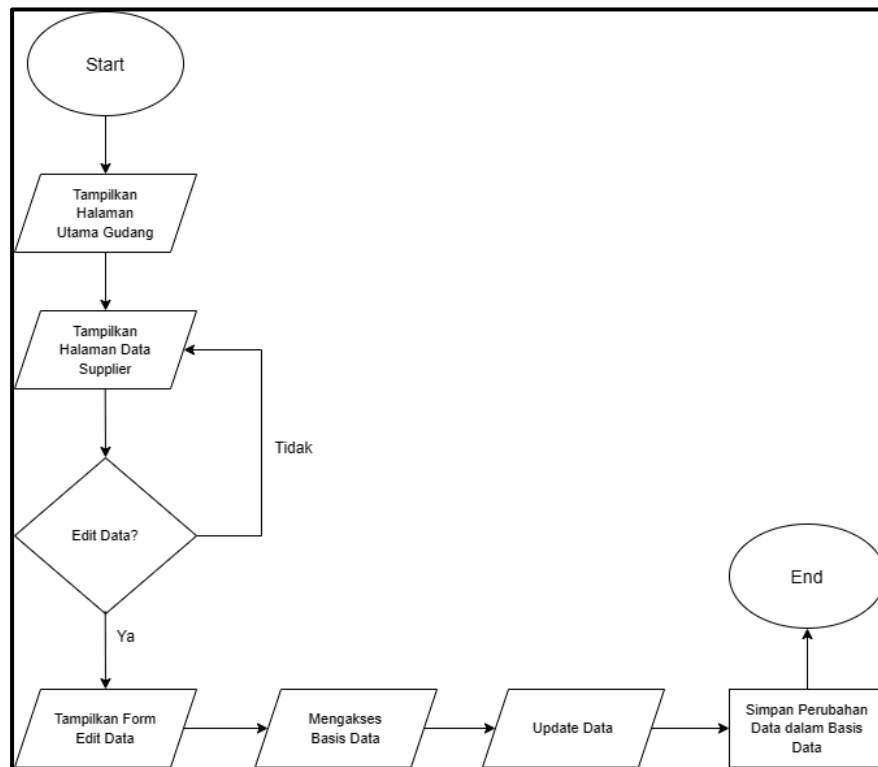 Start
Tampilkan
Halaman
Utama Gudang
Tampilkan
Halaman Data
Supplier
Tidak
Edit Data?
Ya
Tampilkan Form
Edit Data
Mengakses
Basis Data
Update Data
Simpan Perubahan
Data dalam Basis
Data
End